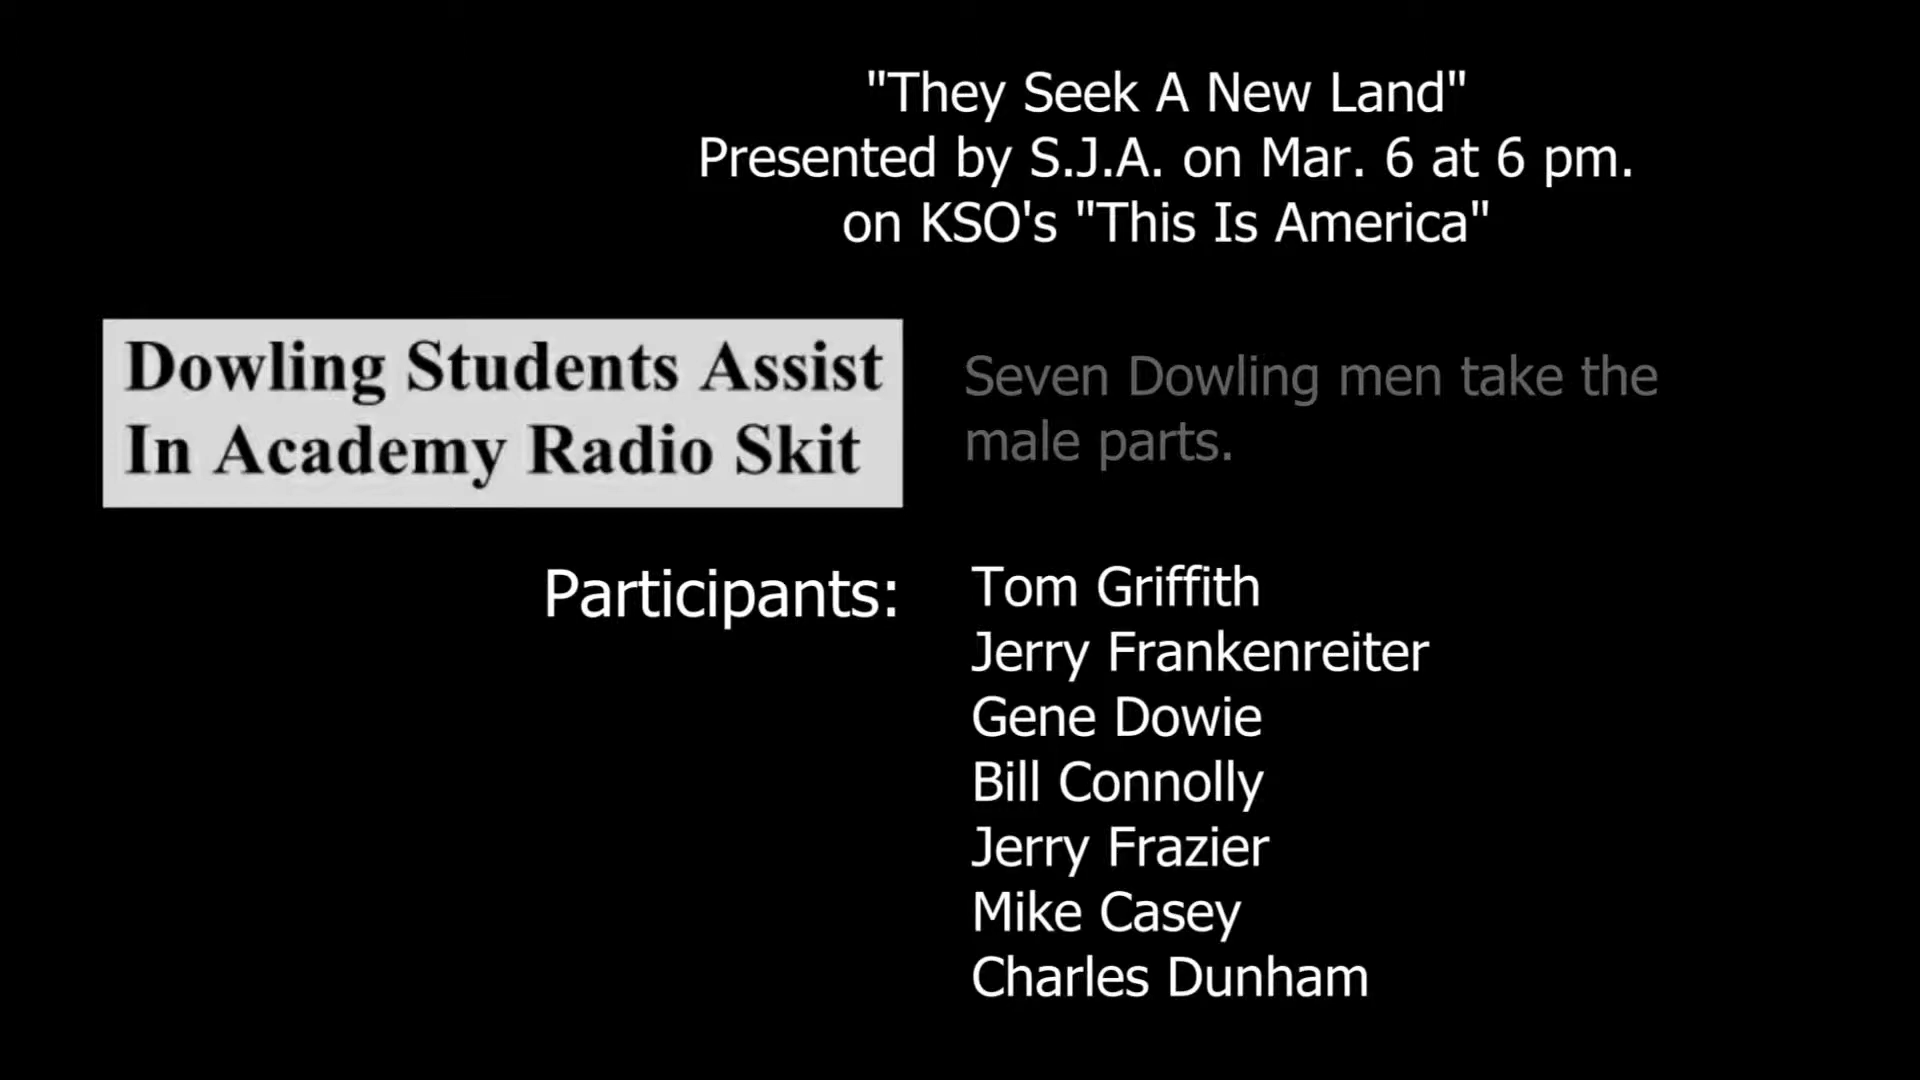 "They Seek A New Land"
Presented by S.J.A. on Mar. 6 at 6 pm.
on KSO's "This Is America"
Dowling Students Assist
In Academy Radio Skit
Seven Dowling men take the
male parts.
Participants:
Tom Griffith
Jerry Frankenreiter
Gene Dowie
Bill Connolly
Jerry Frazier
Mike Casey
Charles Dunham